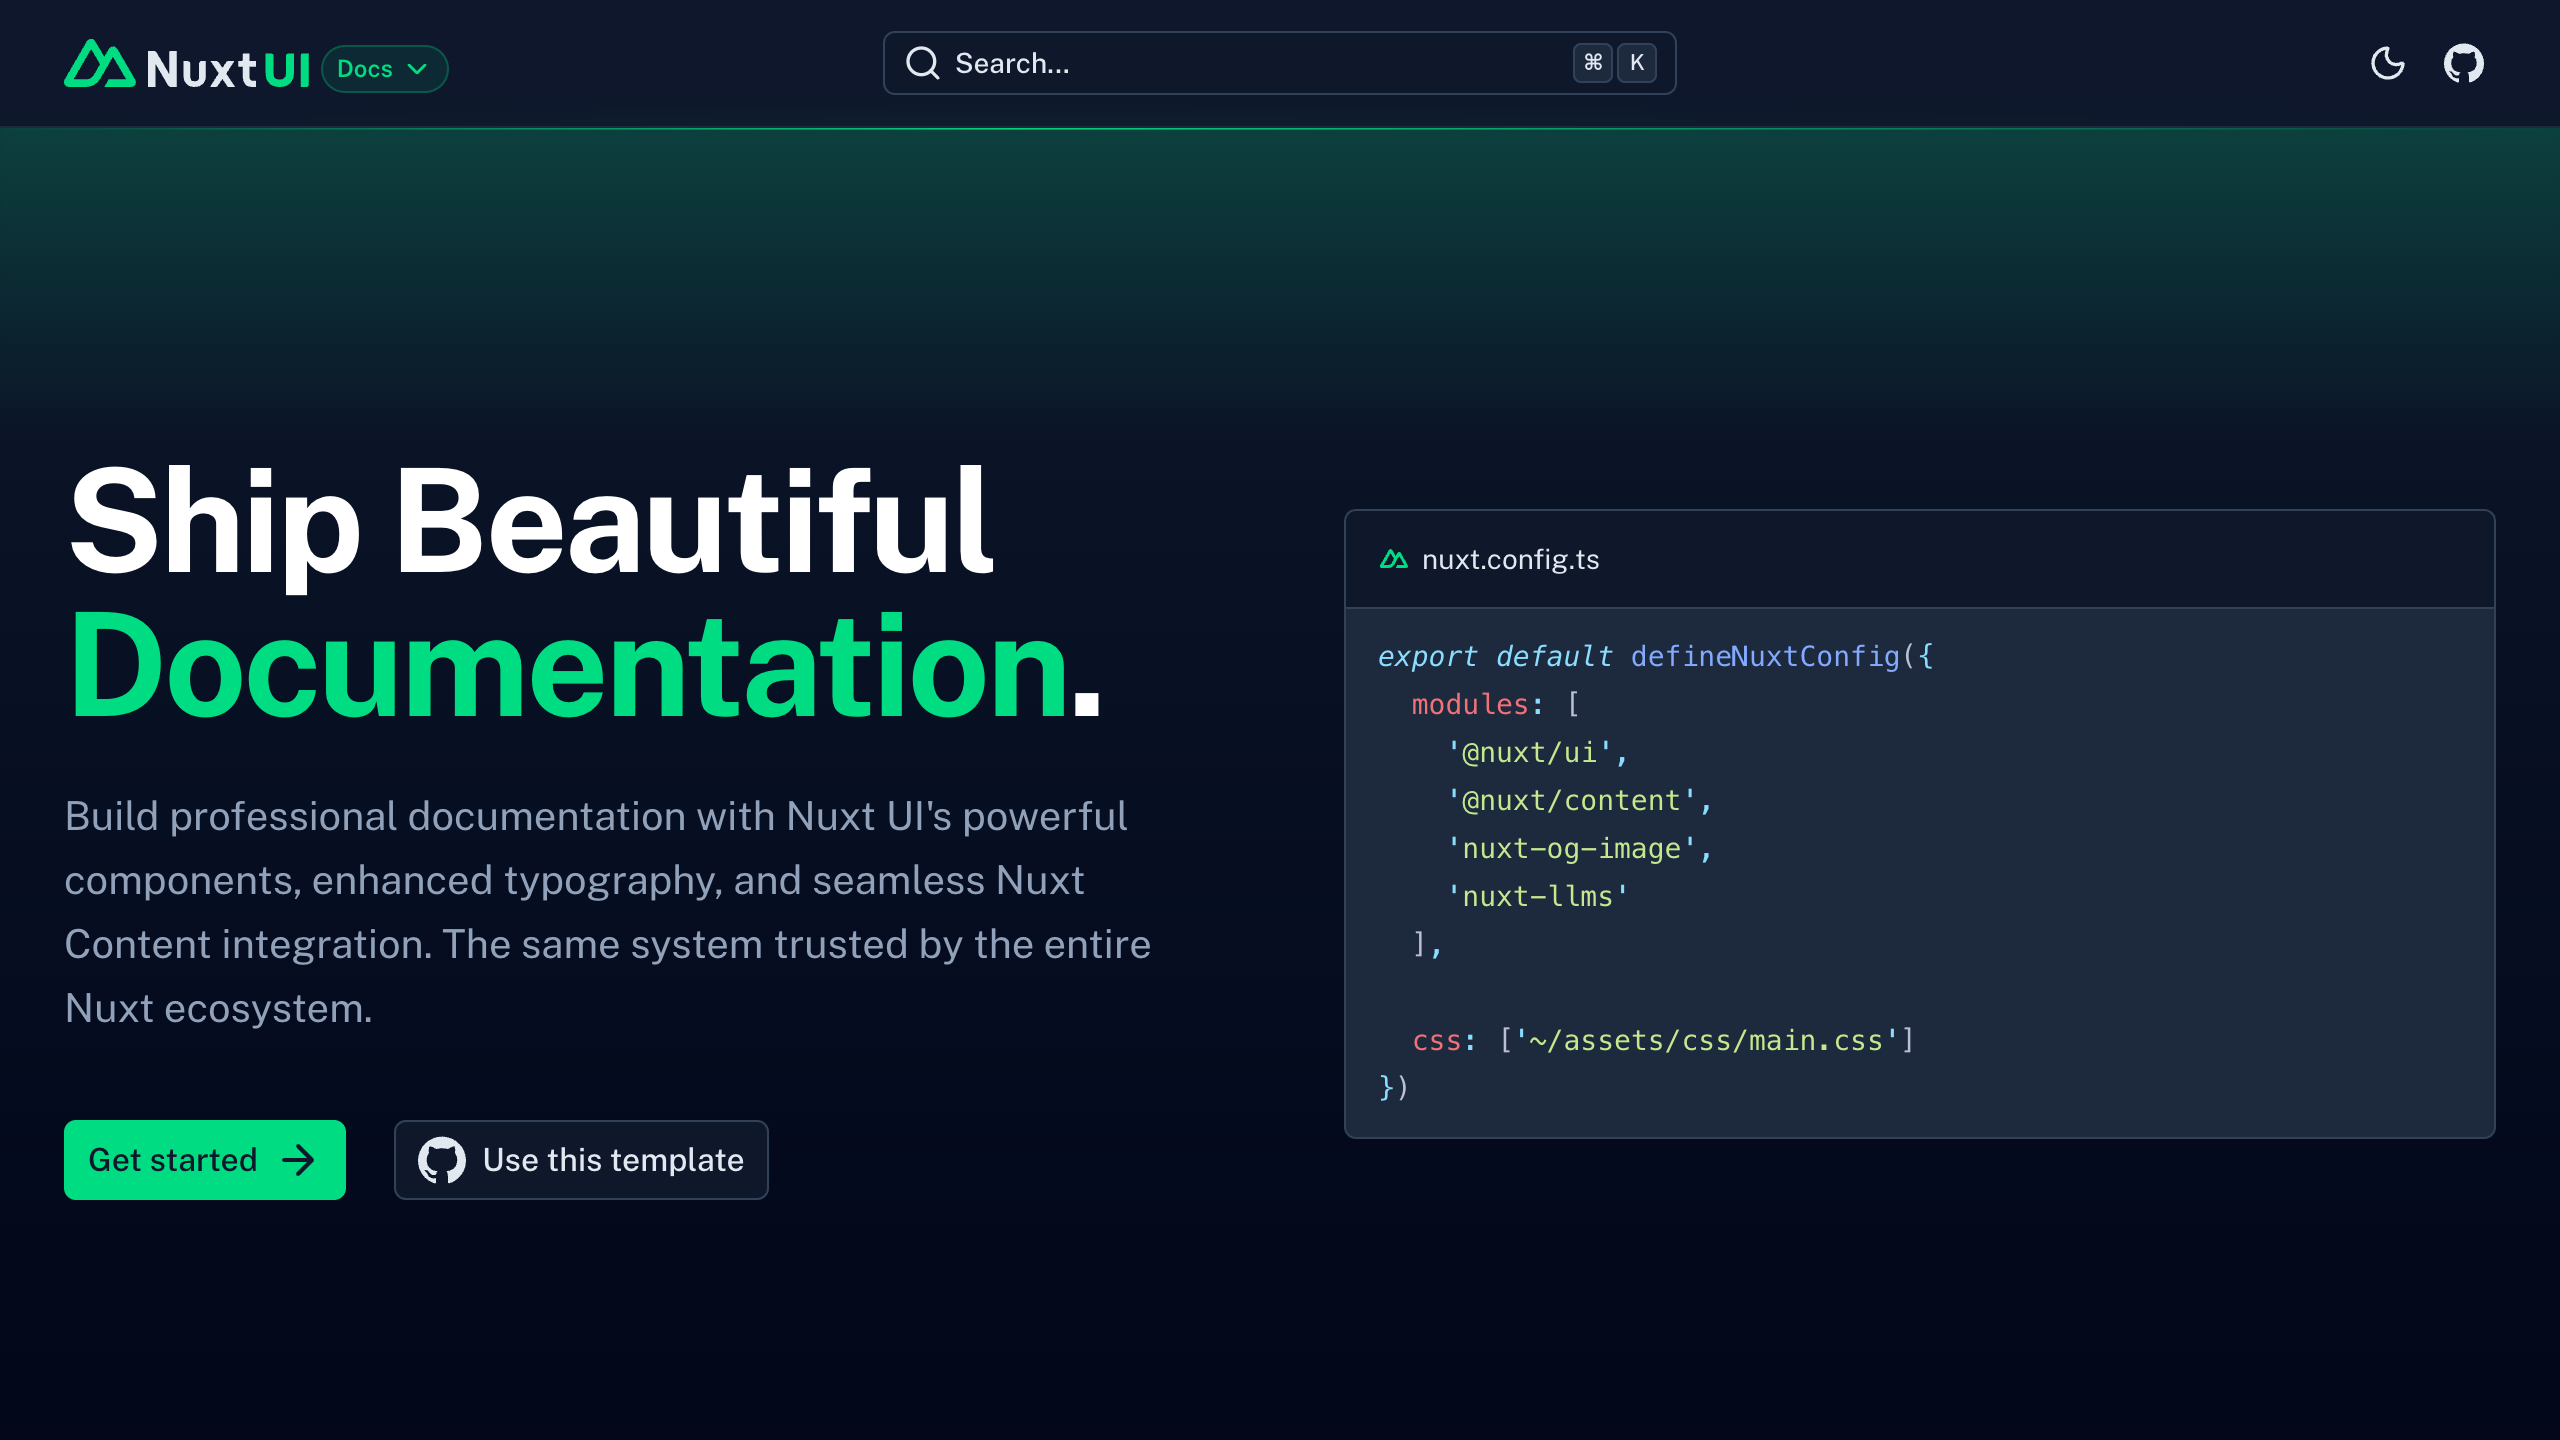 Nuxt UI Docs
Search...
⌘ K
Ship Beautiful
Documentation.
Build professional documentation with Nuxt UI's powerful
components, enhanced typography, and seamless Nuxt
Content integration. The same system trusted by the entire
Nuxt ecosystem.
Get started
Use this template
nuxt.config.ts
export default defineNuxtConfig({
  modules: [
    '@nuxt/ui',
    '@nuxt/content',
    'nuxt-og-image',
    'nuxt-llms'
  ],
  css: ['~/assets/css/main.css']
})